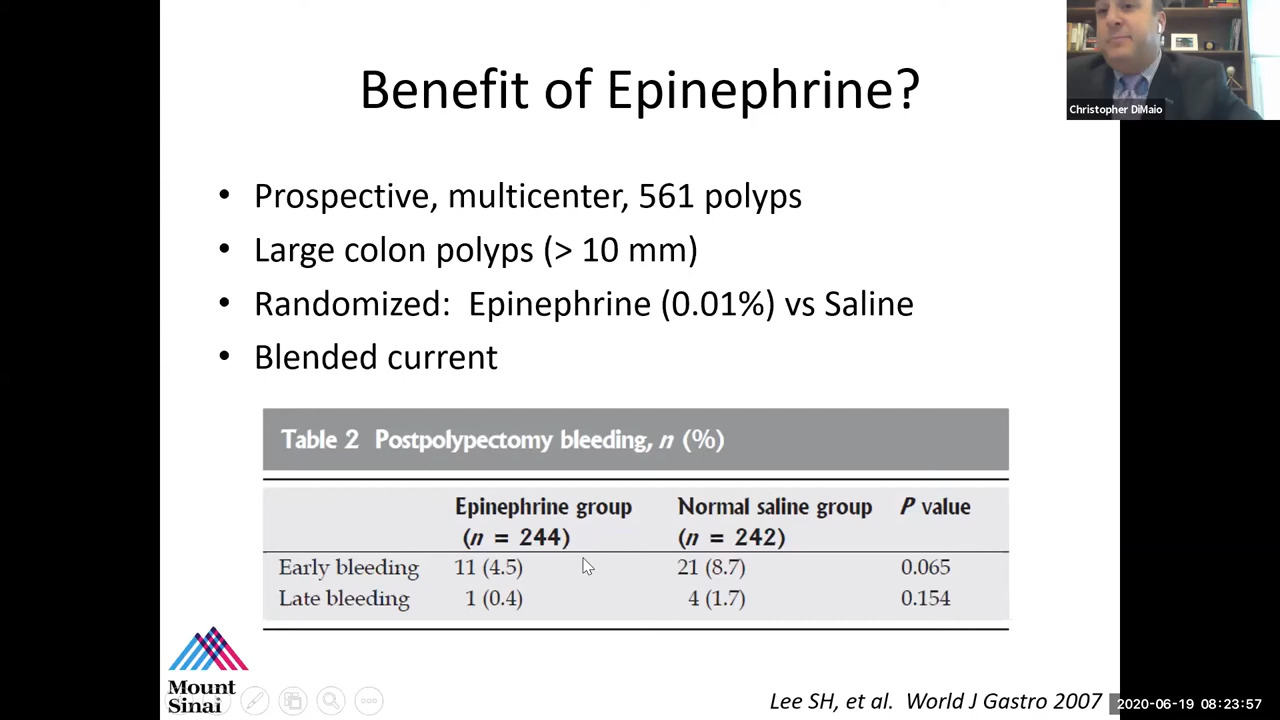 Benefit of Epinephrine?
Christopher DiMaio
• Prospective, multicenter, 561 polyps
• Large colon polyps (> 10 mm)
• Randomized:  Epinephrine (0.01%) vs Saline
• Blended current
Table 2 Postpolypectomy bleeding, n (%)
Epinephrine group Normal saline group P value
(n = 244) (n = 242)
Early bleeding 11 (4.5) 21 (8.7) 0.065
Late bleeding 1 (0.4) 4 (1.7) 0.154
Mount
Sinai
Lee SH, et al.  World J Gastro 2007
2020-06-19 08:23:57